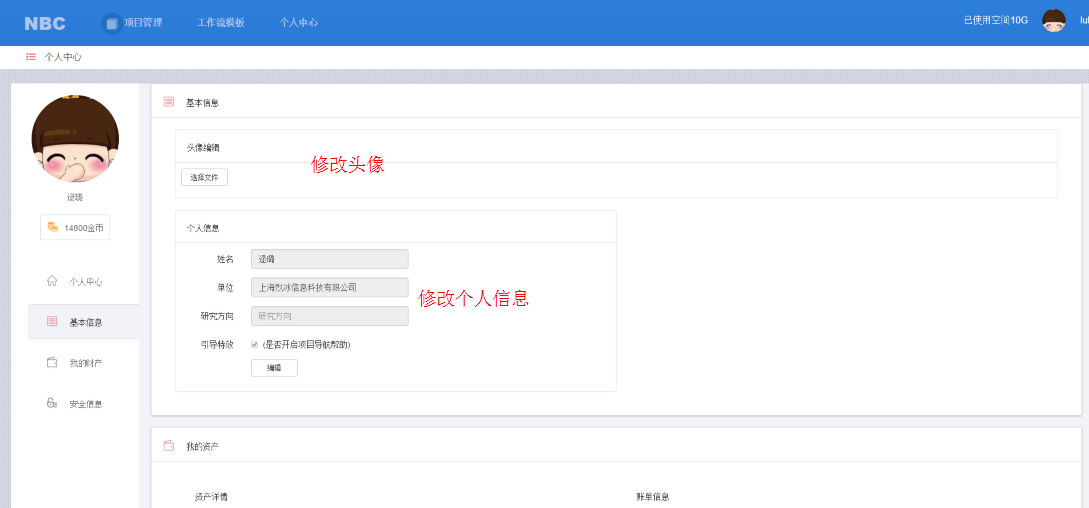 NBC 项目管理 工作流模板 个人中心 已使用空间10G
个人中心
基本信息
头像编辑
修改头像
选择文件
14800金币
个人信息
姓名
单位 上海烈冰信息科技有限公司
修改个人信息
研究方向 研究方向
引导特效 (是否开启项目导航帮助)
编辑
个人中心
基本信息
我的财产
安全信息
我的资产
资产详情 账单信息